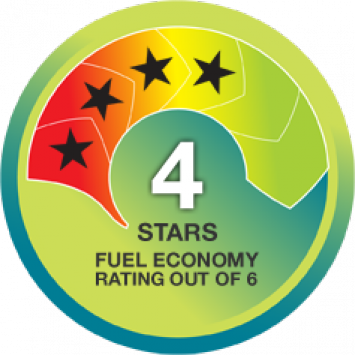 4
STARS
FUEL ECONOMY
RATING OUT OF 6